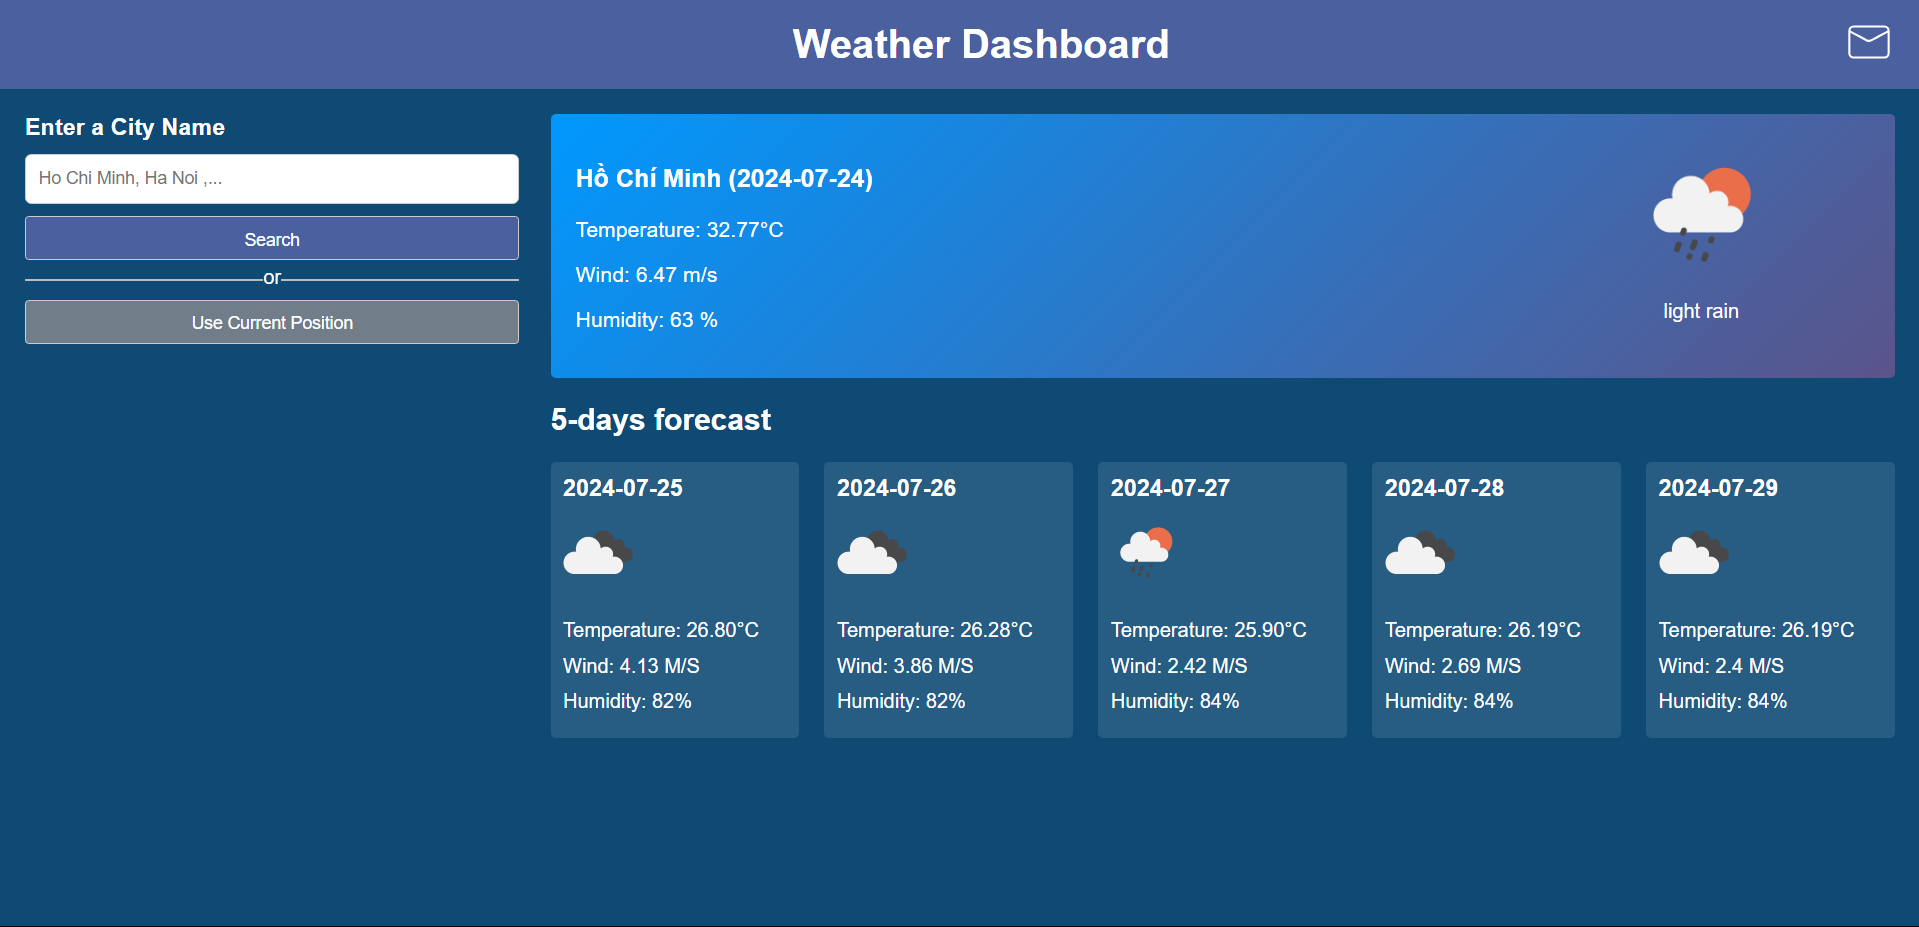 Weather Dashboard
Enter a City Name
Ho Chi Minh, Ha Noi ,...
Search
or
Use Current Position
Hồ Chí Minh (2024-07-24)
Temperature: 32.77°C
Wind: 6.47 m/s
Humidity: 63 %
light rain
5-days forecast
2024-07-25
Temperature: 26.80°C
Wind: 4.13 M/S
Humidity: 82%
2024-07-26
Temperature: 26.28°C
Wind: 3.86 M/S
Humidity: 82%
2024-07-27
Temperature: 25.90°C
Wind: 2.42 M/S
Humidity: 84%
2024-07-28
Temperature: 26.19°C
Wind: 2.69 M/S
Humidity: 84%
2024-07-29
Temperature: 26.19°C
Wind: 2.4 M/S
Humidity: 84%